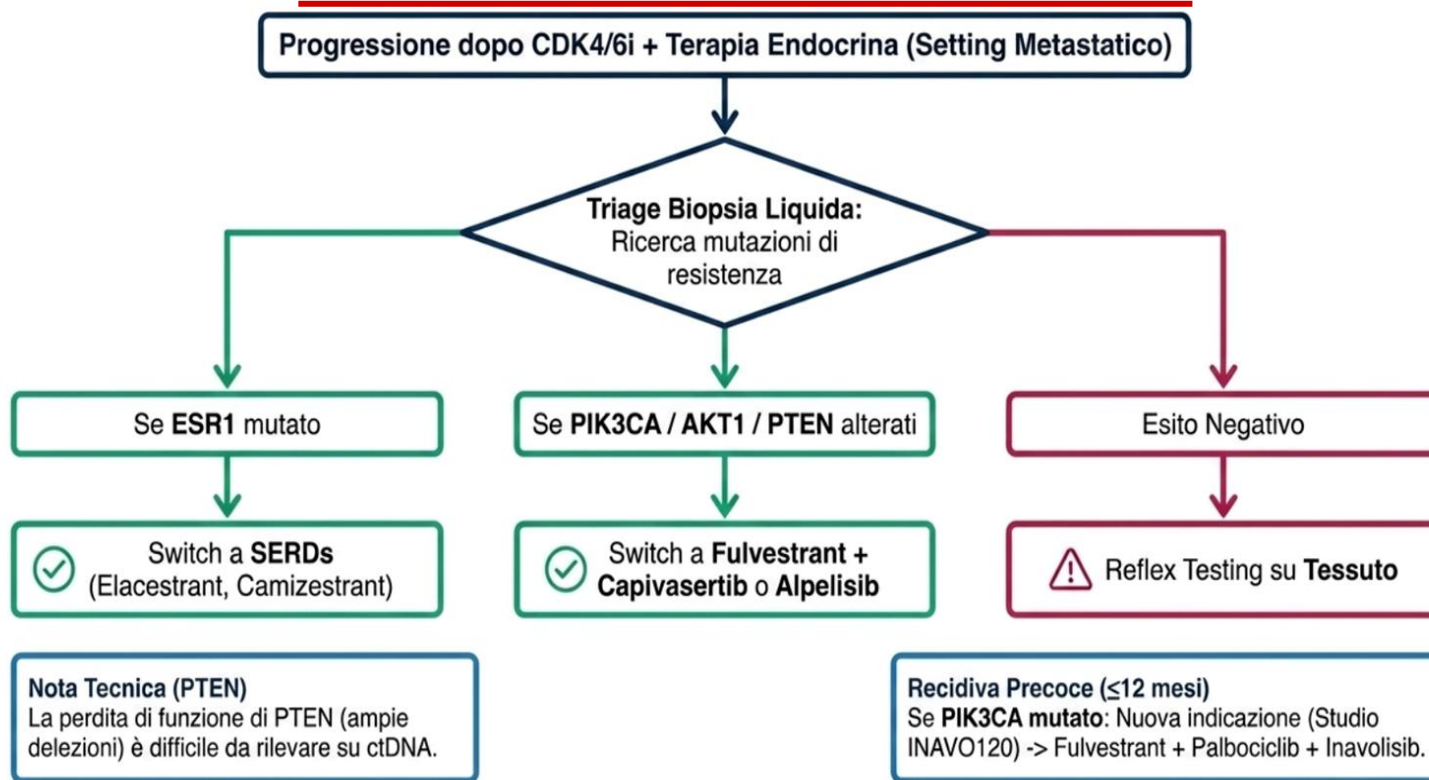 Progressione dopo CDK4/6i + Terapia Endocrina (Setting Metastatico)
Triage Biopsia Liquida:
Ricerca mutazioni di
resistenza
Se ESR1 mutato
Se PIK3CA / AKT1 / PTEN alterati
Esito Negativo
Switch a SERDs
(Elacestrant, Camizestrant)
Switch a Fulvestrant +
Capivasertib o Alpelisib
Reflex Testing su Tessuto
Nota Tecnica (PTEN)
La perdita di funzione di PTEN (ampie
delezioni) è difficile da rilevare su ctDNA.
Recidiva Precoce (≤12 mesi)
Se PIK3CA mutato: Nuova indicazione (Studio
INAVO120) -> Fulvestrant + Palbociclib + Inavolisib.